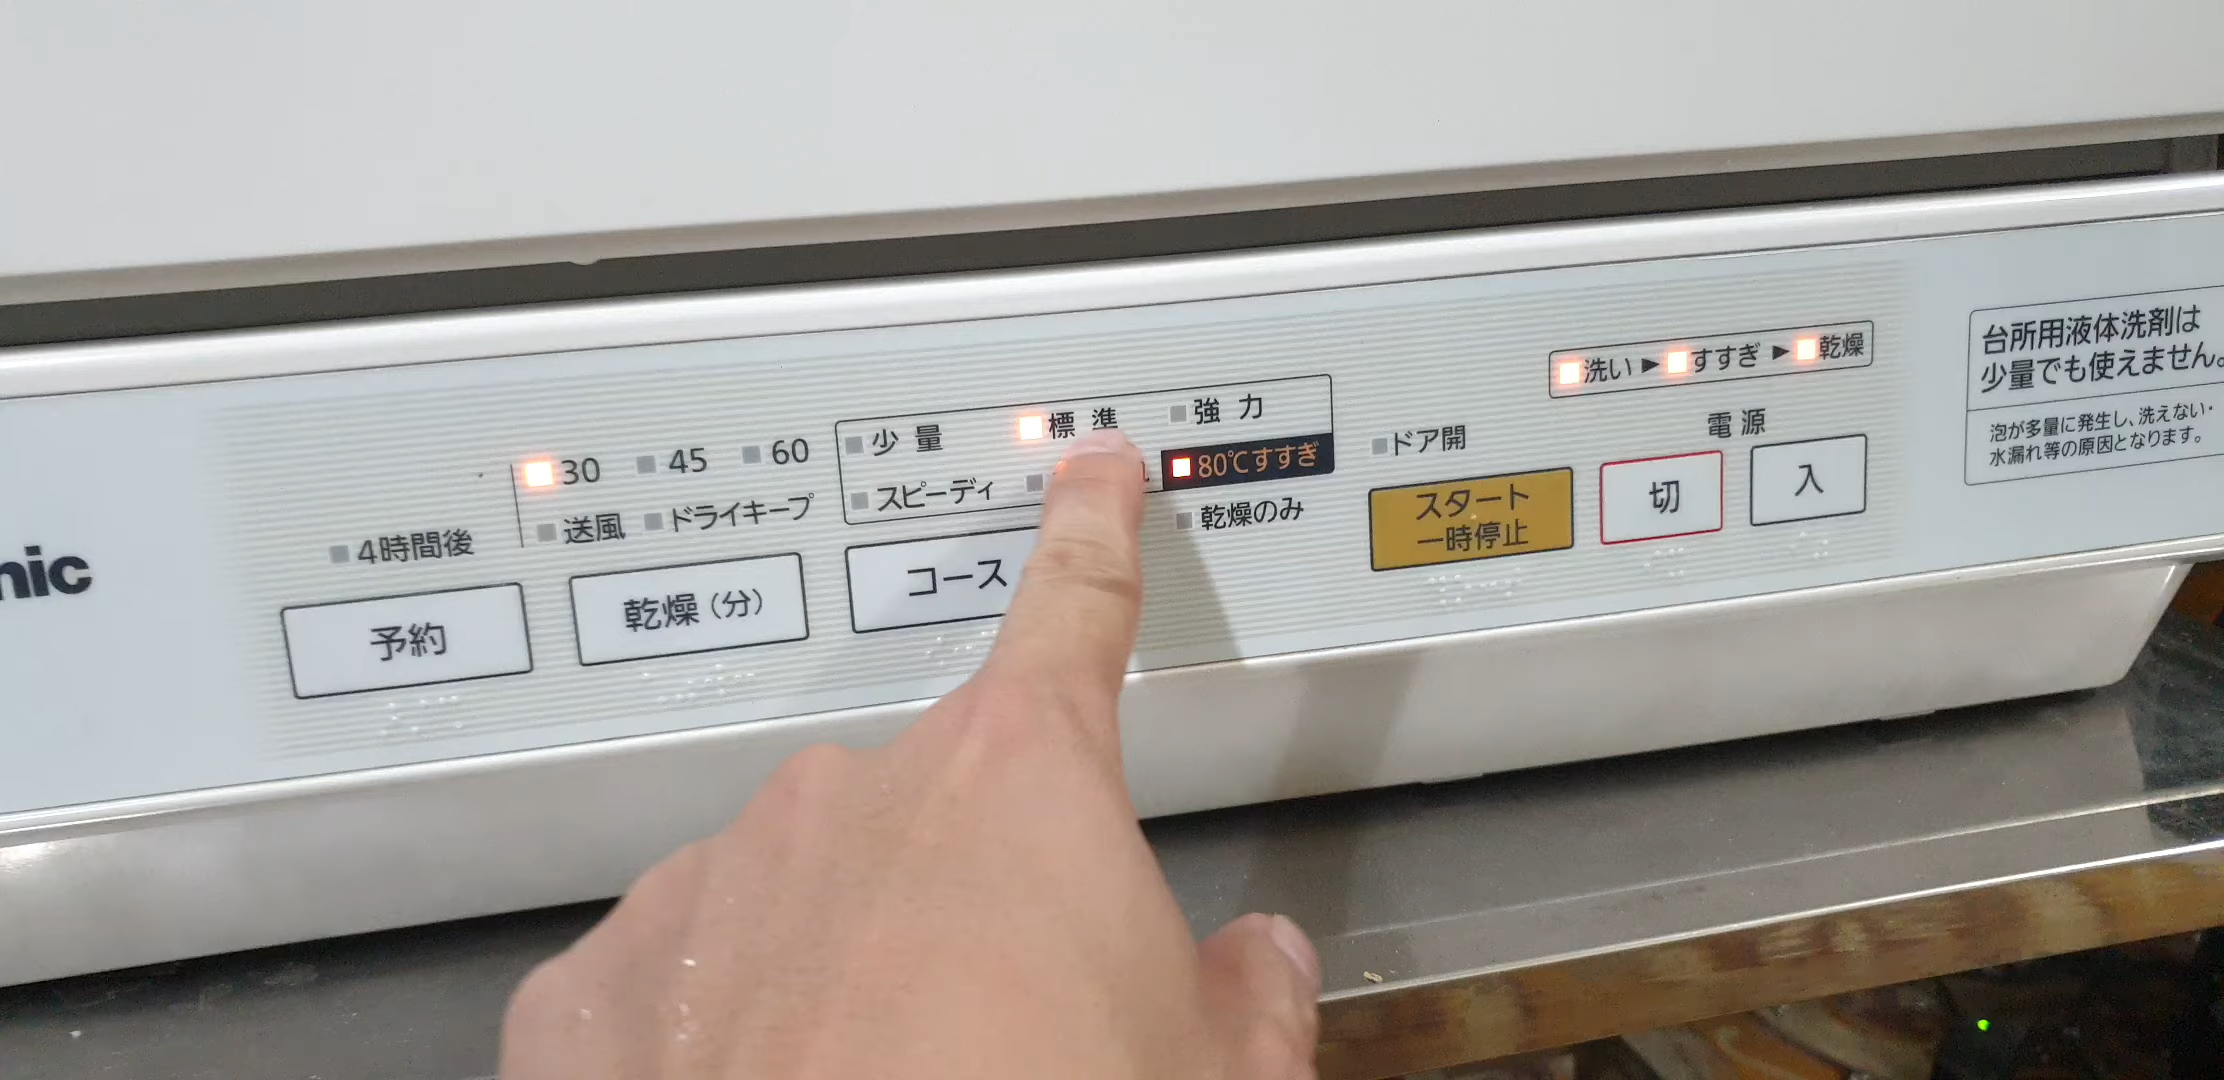 nic
4時間後
予約
30 45 60
送風 ドライキープ
乾燥（分）
少量 標準 強力
スピーディ 80℃すすぎ
乾燥のみ
コース
ドア開
スタート
一時停止
洗い▶すすぎ▶乾燥
電源
切 入
台所用液体洗剤は
少量でも使えません。
泡が多量に発生し、洗えない・
水漏れ等の原因となります。